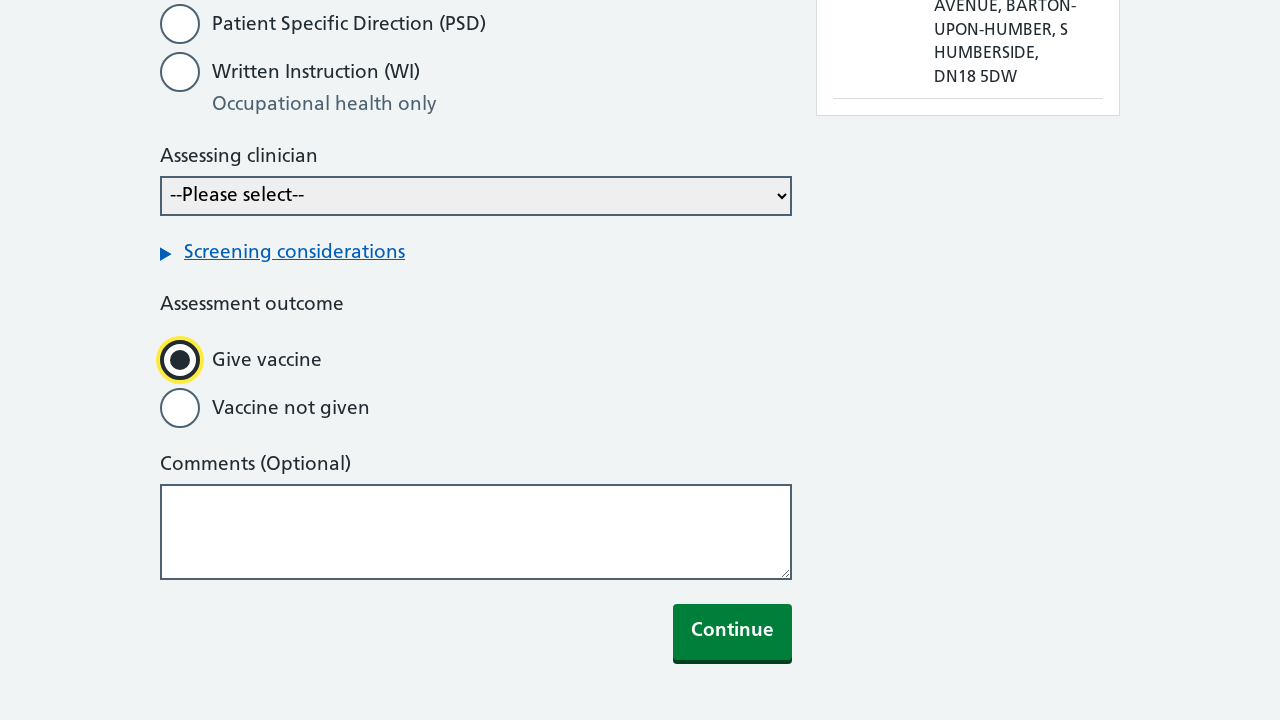 Patient Specific Direction (PSD)
Written Instruction (WI)
Occupational health only
Assessing clinician
--Please select--
Screening considerations
Assessment outcome
Give vaccine
Vaccine not given
Comments (Optional)
Continue
AVENUE, BARTON-
UPON-HUMBER, S
HUMBERSIDE,
DN18 5DW